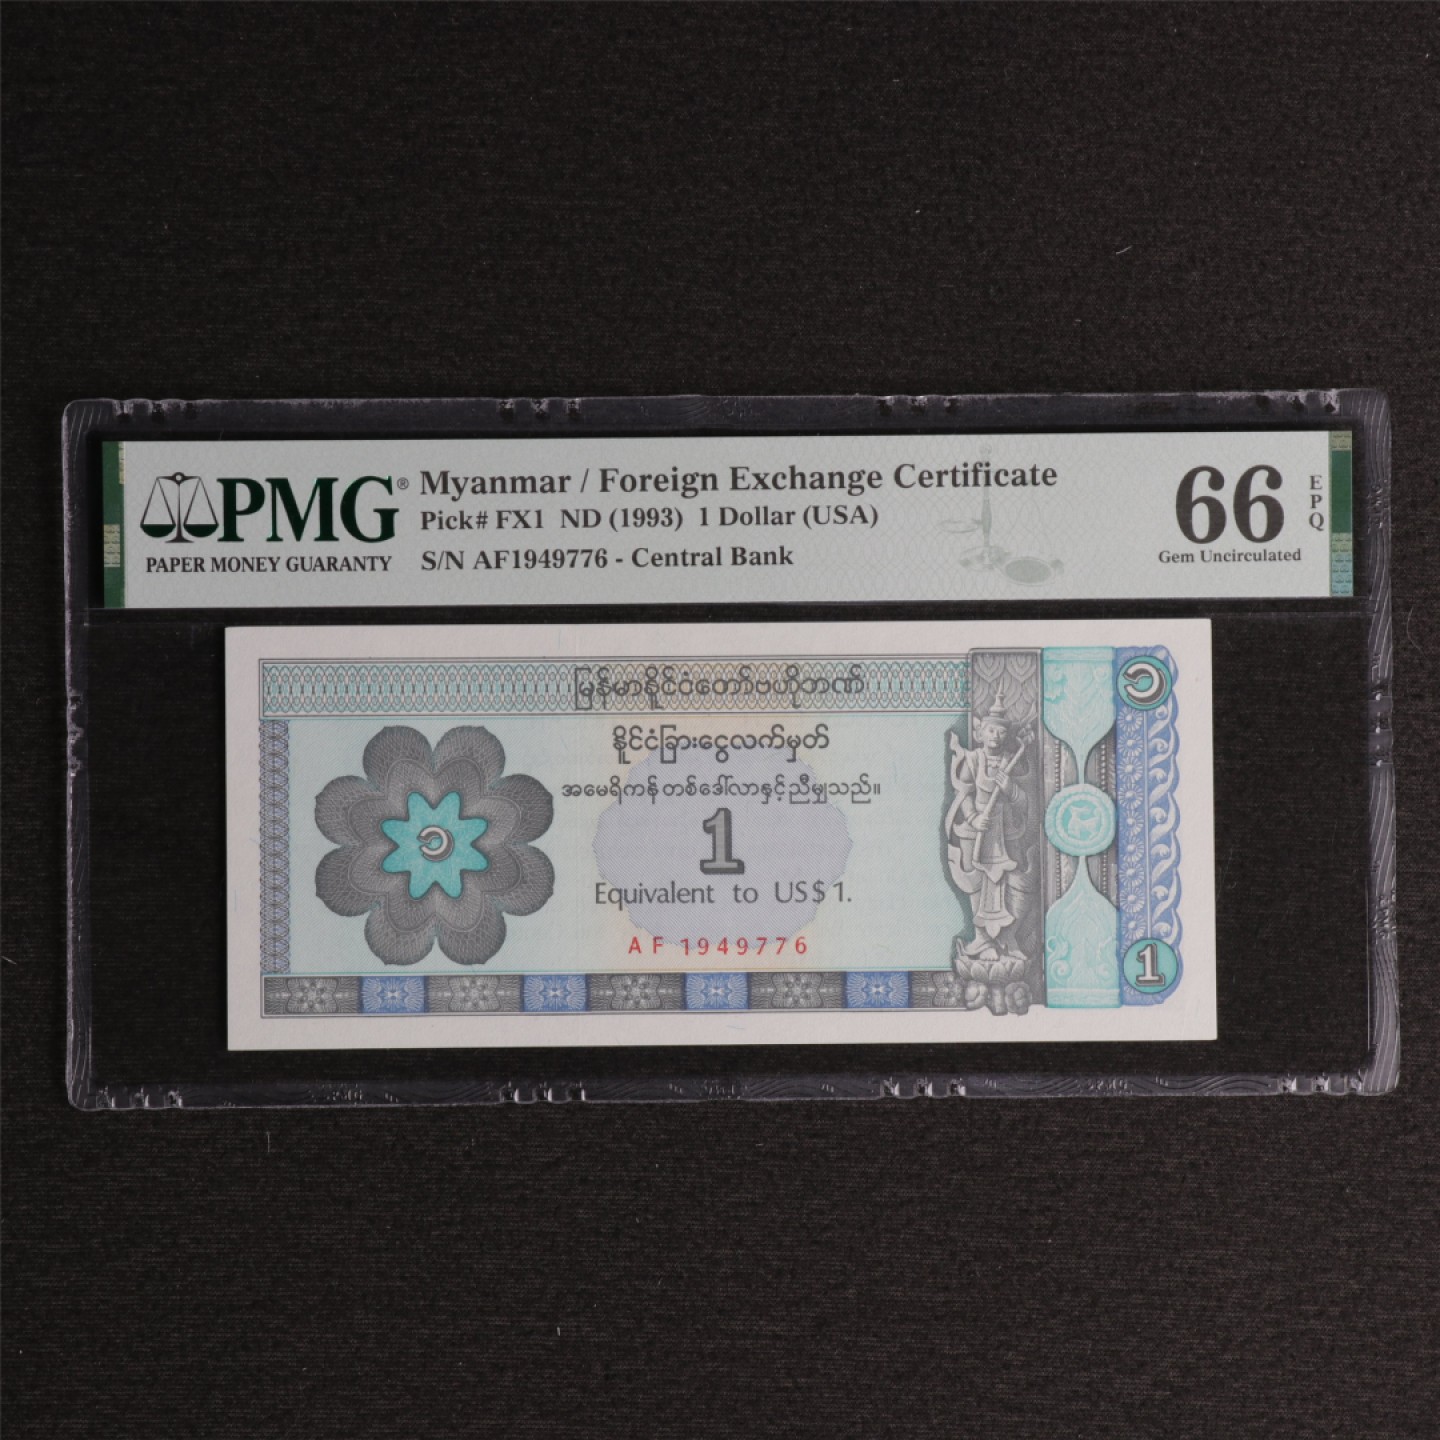 PMG®
PAPER MONEY GUARANTY
Myanmar / Foreign Exchange Certificate
Pick# FX1 ND (1993) 1 Dollar (USA)
S/N AF1949776 - Central Bank
66
EPQ
Gem Uncirculated
မြန်မာနိုင်ငံတော်ဗဟိုဘဏ်
နိုင်ငံခြားငွေလက်မှတ်
အမေရိကန်တစ်ဒေါ်လာနှင့်ညီမျှသည်။
၁
၁
1
Equivalent to US$1.
AF 1949776
1